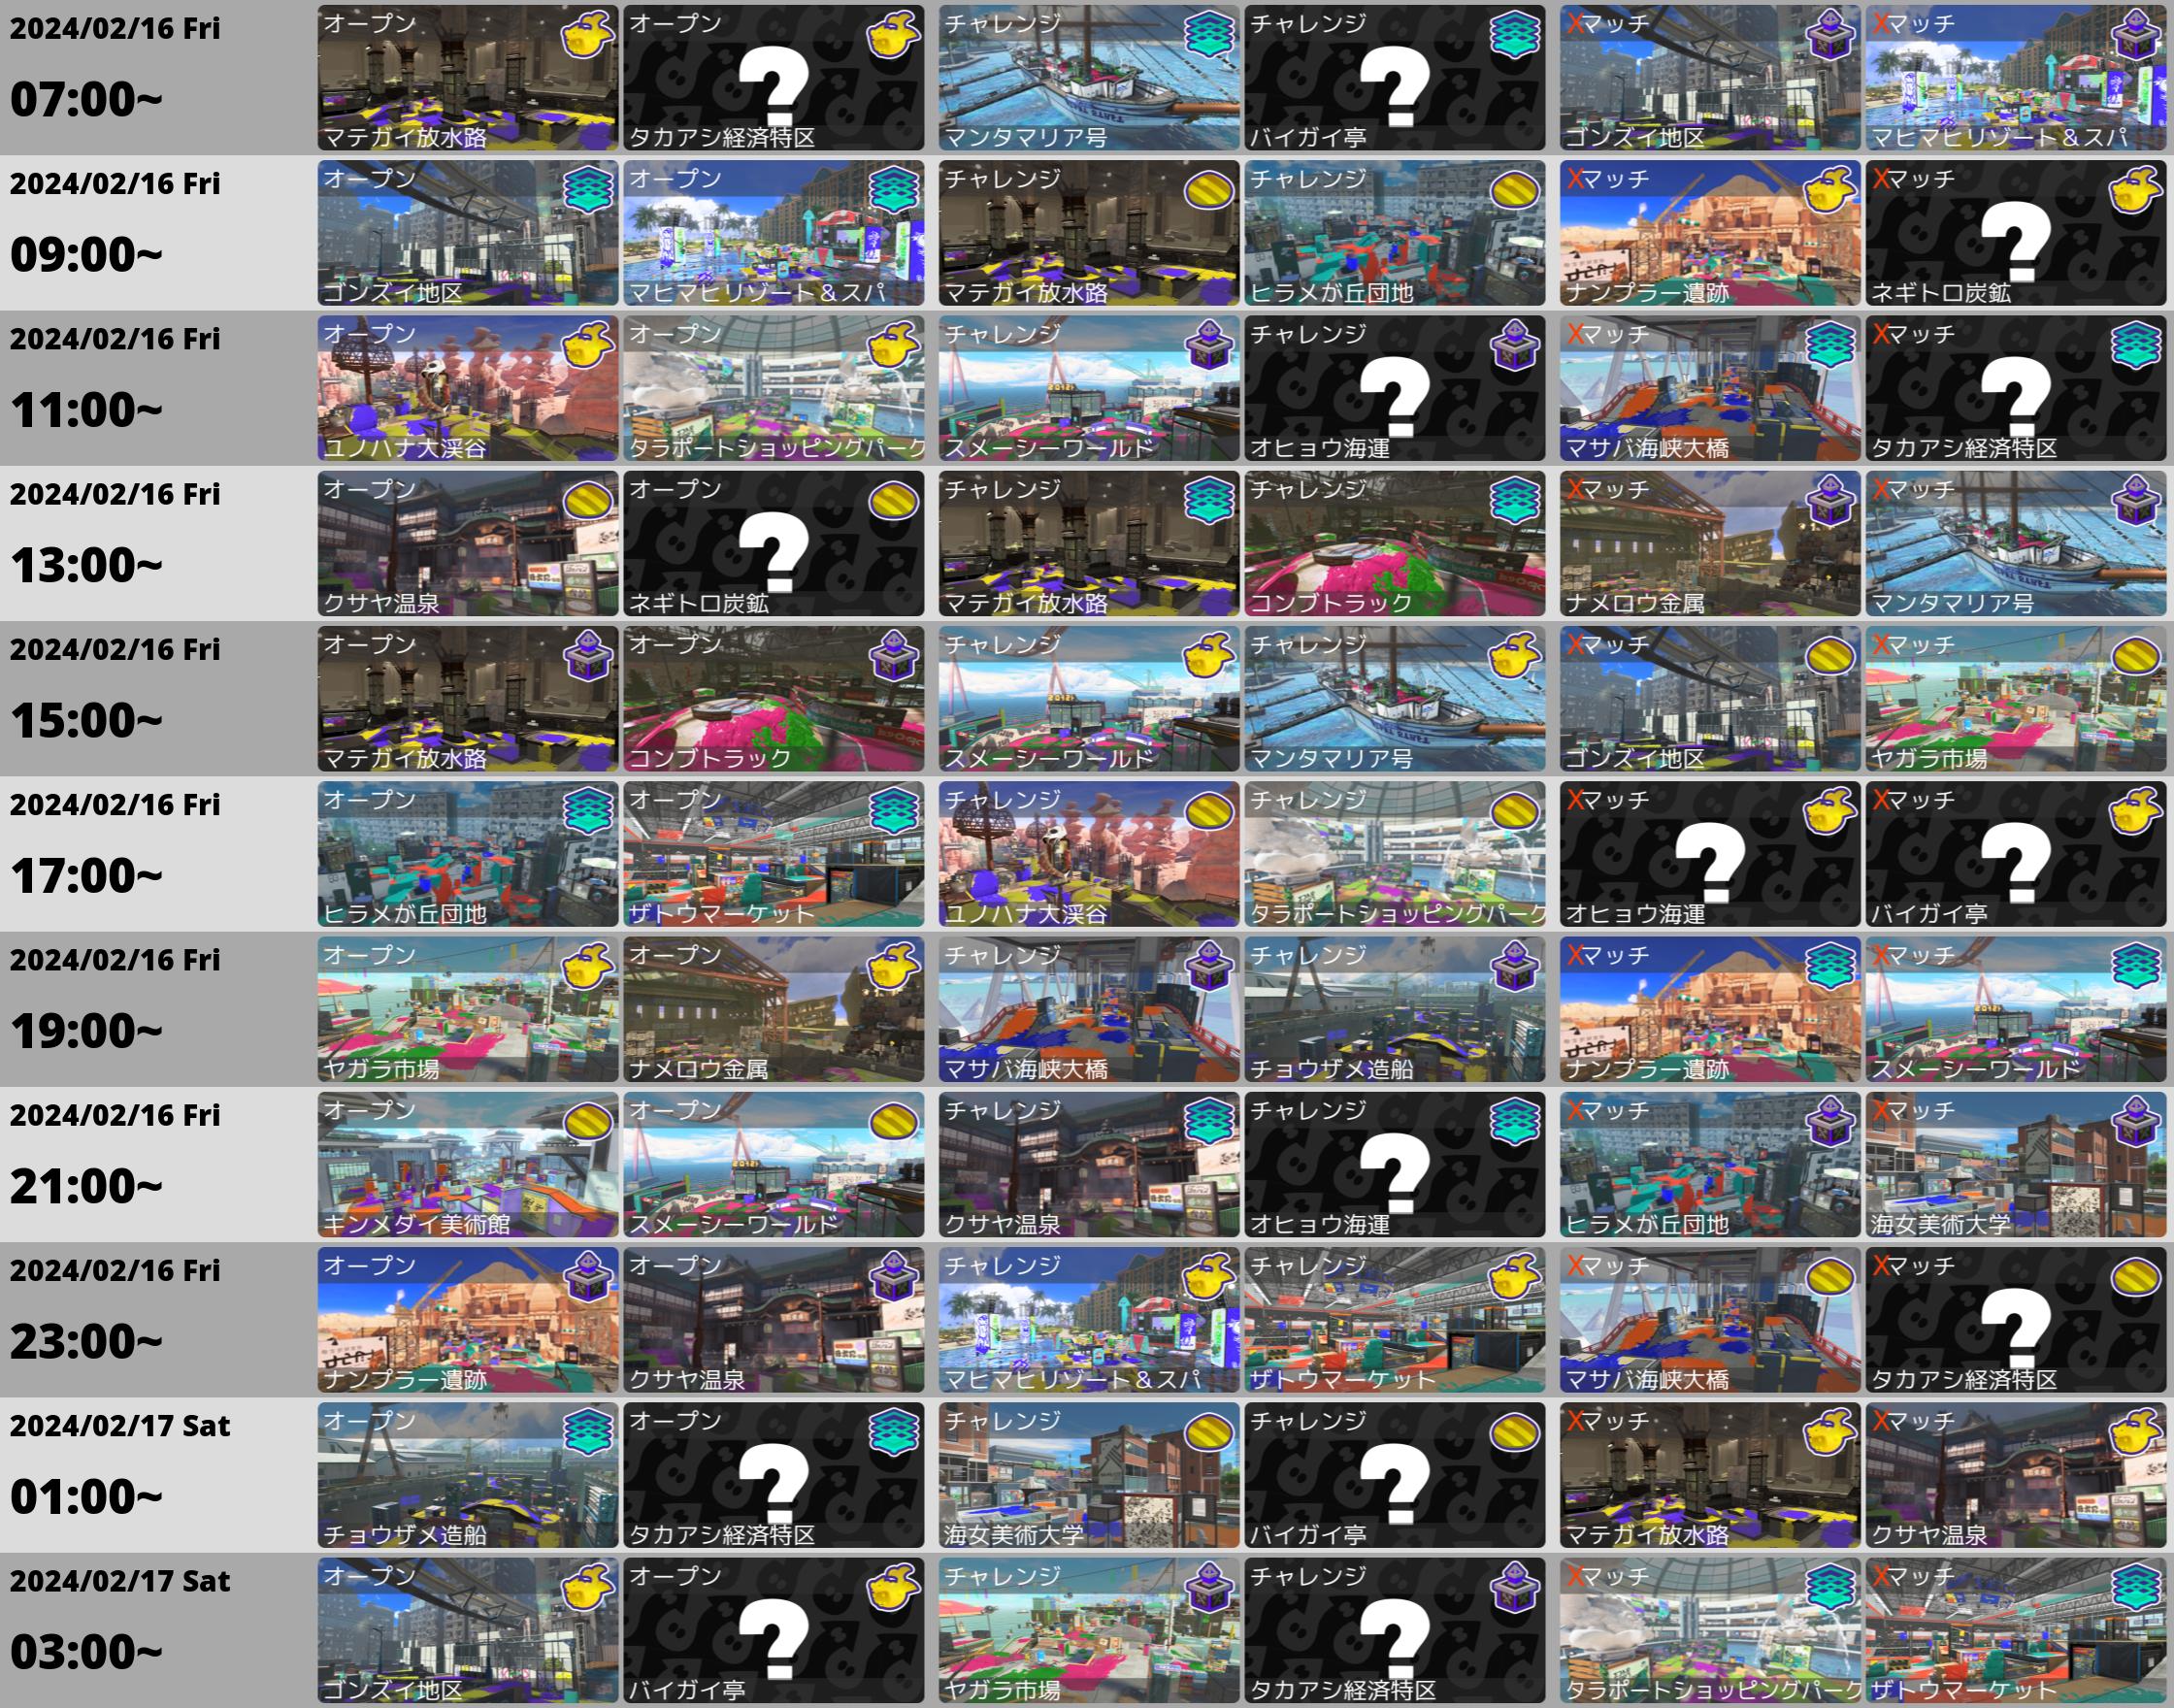 2024/02/16 Fri
07:00~
オープン
マテガイ放水路
オープン
タカアシ経済特区
チャレンジ
マンタマリア号
チャレンジ
バイガイ亭
Xマッチ
ゴンズイ地区
Xマッチ
マヒマヒリゾート&スパ
2024/02/16 Fri
09:00~
オープン
ゴンズイ地区
オープン
マヒマヒリゾート&スパ
チャレンジ
マテガイ放水路
チャレンジ
ヒラメが丘団地
Xマッチ
ナンプラー遺跡
Xマッチ
ネギトロ炭鉱
2024/02/16 Fri
11:00~
オープン
ユノハナ大渓谷
オープン
タラポートショッピングパーク
チャレンジ
スメーシーワールド
チャレンジ
オヒョウ海運
Xマッチ
マサバ海峡大橋
Xマッチ
タカアシ経済特区
2024/02/16 Fri
13:00~
オープン
クサヤ温泉
オープン
ネギトロ炭鉱
チャレンジ
マテガイ放水路
チャレンジ
コンブトラック
Xマッチ
ナメロウ金属
Xマッチ
マンタマリア号
2024/02/16 Fri
15:00~
オープン
マテガイ放水路
オープン
コンブトラック
チャレンジ
スメーシーワールド
チャレンジ
マンタマリア号
Xマッチ
ゴンズイ地区
Xマッチ
ヤガラ市場
2024/02/16 Fri
17:00~
オープン
ヒラメが丘団地
オープン
ザトウマーケット
チャレンジ
ユノハナ大渓谷
チャレンジ
タラポートショッピングパーク
Xマッチ
オヒョウ海運
Xマッチ
バイガイ亭
2024/02/16 Fri
19:00~
オープン
ヤガラ市場
オープン
ナメロウ金属
チャレンジ
マサバ海峡大橋
チャレンジ
チョウザメ造船
Xマッチ
ナンプラー遺跡
Xマッチ
スメーシーワールド
2024/02/16 Fri
21:00~
オープン
キンメダイ美術館
オープン
スメーシーワールド
チャレンジ
クサヤ温泉
チャレンジ
オヒョウ海運
Xマッチ
ヒラメが丘団地
Xマッチ
海女美術大学
2024/02/16 Fri
23:00~
オープン
ナンプラー遺跡
オープン
クサヤ温泉
チャレンジ
マヒマヒリゾート&スパ
チャレンジ
ザトウマーケット
Xマッチ
マサバ海峡大橋
Xマッチ
タカアシ経済特区
2024/02/17 Sat
01:00~
オープン
チョウザメ造船
オープン
タカアシ経済特区
チャレンジ
海女美術大学
チャレンジ
バイガイ亭
Xマッチ
マテガイ放水路
Xマッチ
クサヤ温泉
2024/02/17 Sat
03:00~
オープン
ゴンズイ地区
オープン
バイガイ亭
チャレンジ
ヤガラ市場
チャレンジ
タカアシ経済特区
Xマッチ
タラポートショッピングパーク
Xマッチ
ザトウマーケット